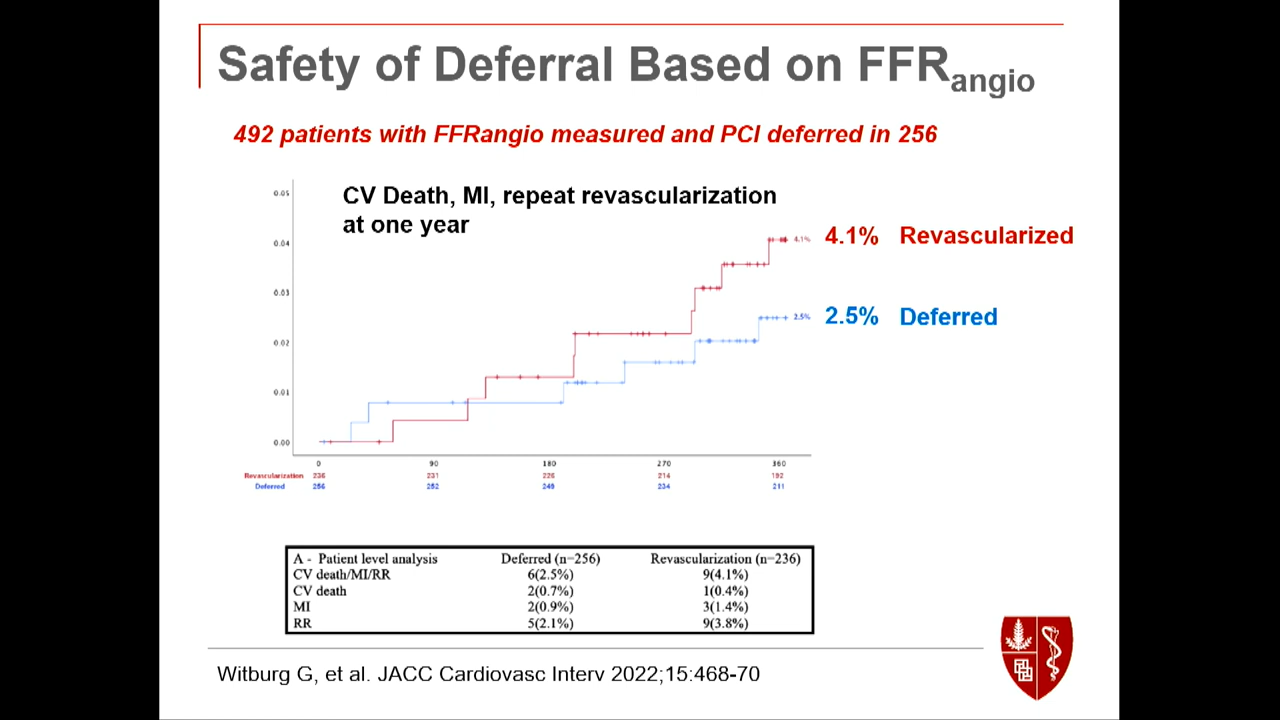 Safety of Deferral Based on FFRangio
492 patients with FFRangio measured and PCI deferred in 256
CV Death, MI, repeat revascularization
at one year
0.05
0.04
0.03
0.02
0.01
0.00
4.1%
4.1% Revascularized
2.5%
2.5% Deferred
0 90 180 270 360
Revascularization 236 231 226 214 192
Deferred 256 252 249 234 211
A - Patient level analysis Deferred (n=256) Revascularization (n=236)
CV death/MI/RR 6(2.5%) 9(4.1%)
CV death 2(0.7%) 1(0.4%)
MI 2(0.9%) 3(1.4%)
RR 5(2.1%) 9(3.8%)
Witburg G, et al. JACC Cardiovasc Interv 2022;15:468-70